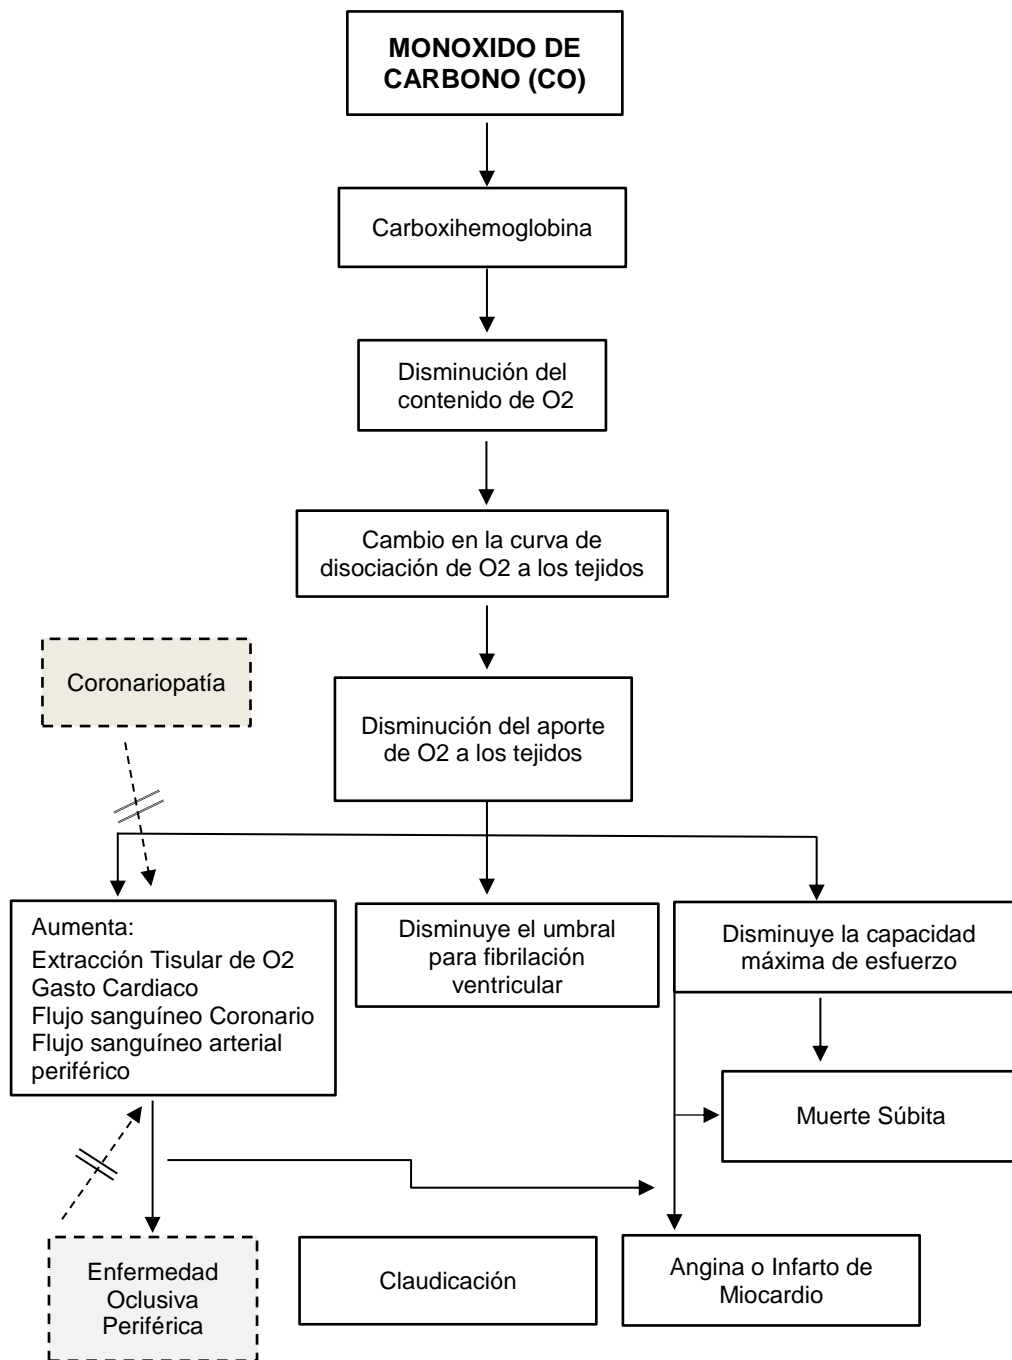 MONOXIDO DE
CARBONO (CO)
Carboxihemoglobina
Disminución del
contenido de O2
Cambio en la curva de
disociación de O2 a los tejidos
Coronariopatía
Disminución del aporte
de O2 a los tejidos
Aumenta:
Extracción Tisular de O2
Gasto Cardiaco
Flujo sanguíneo Coronario
Flujo sanguíneo arterial
periférico
Disminuye el umbral
para fibrilación
ventricular
Disminuye la capacidad
máxima de esfuerzo
Muerte Súbita
Enfermedad
Oclusiva
Periférica
Claudicación
Angina o Infarto de
Miocardio